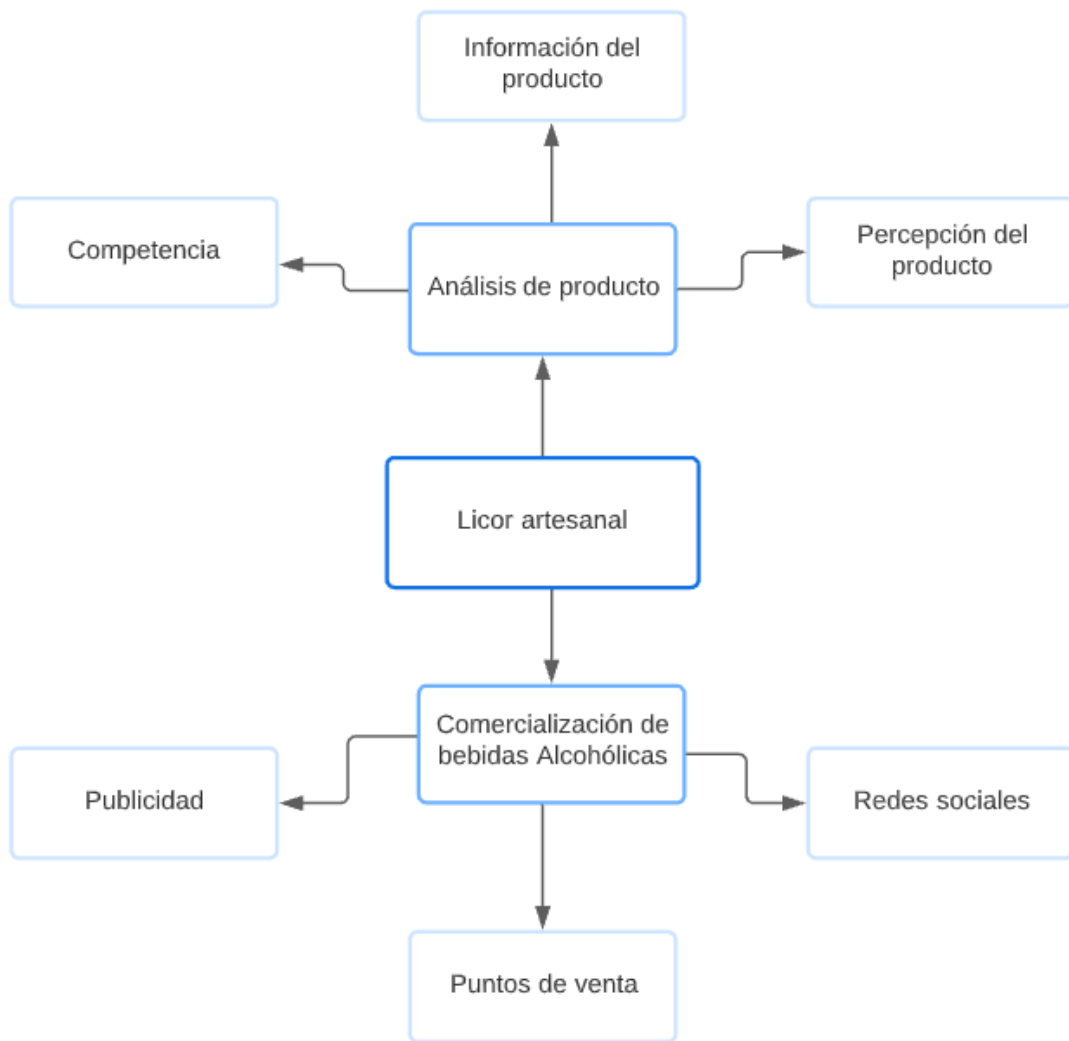 Información del
producto
Competencia
Análisis de producto
Percepción del
producto
Licor artesanal
Comercialización de
bebidas Alcohólicas
Publicidad
Redes sociales
Puntos de venta